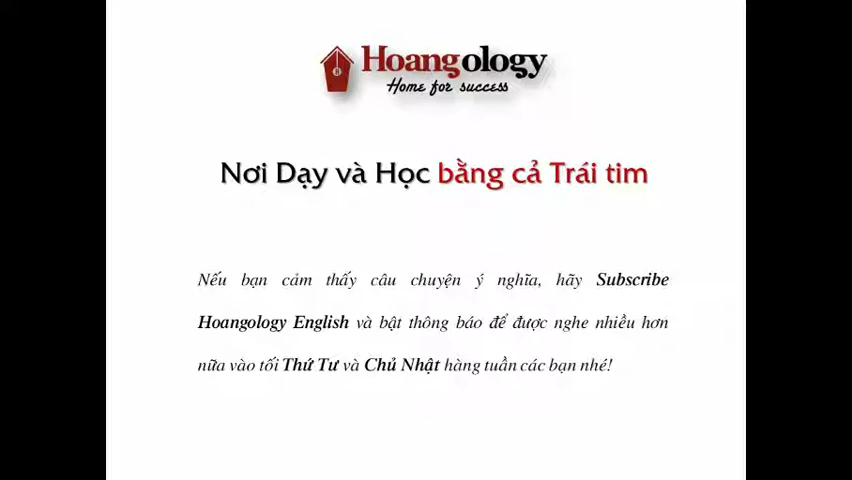 Hoangology
Home for success
Nơi Dạy và Học bằng cả Trái tim
Nếu bạn cảm thấy câu chuyện ý nghĩa, hãy Subscribe
Hoangology English và bật thông báo để được nghe nhiều hơn
nữa vào tối Thứ Tư và Chủ Nhật hàng tuần các bạn nhé!